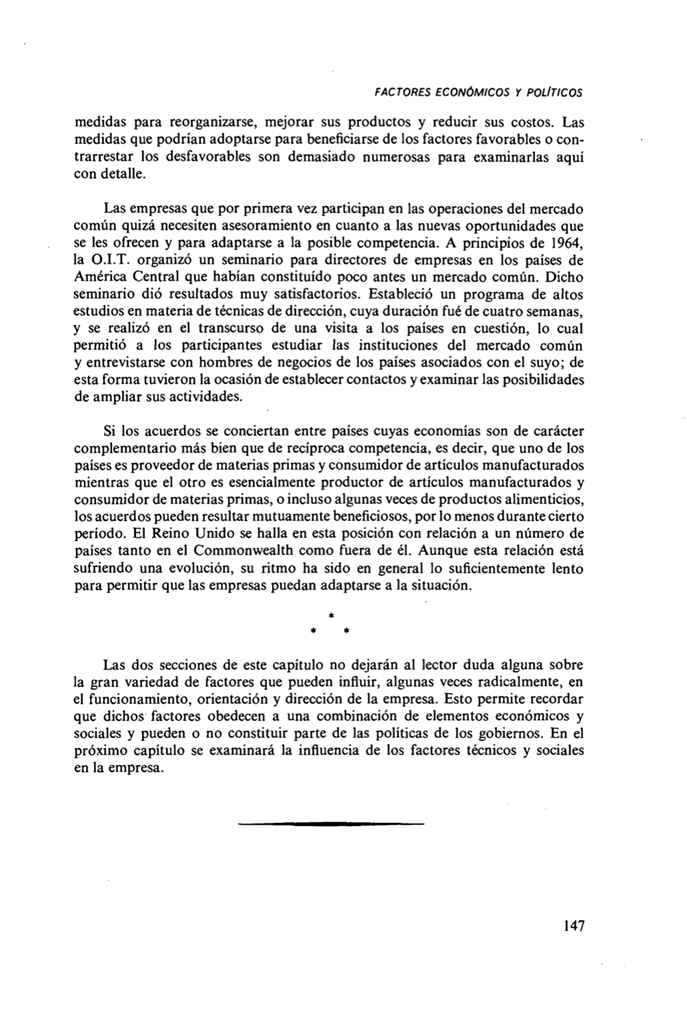 FACTORES ECONÓMICOS Y POLÍTICOS
medidas para reorganizarse, mejorar sus productos y reducir sus costos. Las
medidas que podrían adoptarse para beneficiarse de los factores favorables o con-
trarrestar los desfavorables son demasiado numerosas para examinarlas aquí
con detalle.
Las empresas que por primera vez participan en las operaciones del mercado
común quizá necesiten asesoramiento en cuanto a las nuevas oportunidades que
se les ofrecen y para adaptarse a la posible competencia. A principios de 1964,
la O.I.T. organizó un seminario para directores de empresas en los países de
América Central que habían constituído poco antes un mercado común. Dicho
seminario dió resultados muy satisfactorios. Estableció un programa de altos
estudios en materia de técnicas de dirección, cuya duración fué de cuatro semanas,
y se realizó en el transcurso de una visita a los países en cuestión, lo cual
permitió a los participantes estudiar las instituciones del mercado común
y entrevistarse con hombres de negocios de los países asociados con el suyo; de
esta forma tuvieron la ocasión de establecer contactos y examinar las posibilidades
de ampliar sus actividades.
Si los acuerdos se conciertan entre países cuyas economías son de carácter
complementario más bien que de recíproca competencia, es decir, que uno de los
países es proveedor de materias primas y consumidor de artículos manufacturados
mientras que el otro es esencialmente productor de artículos manufacturados y
consumidor de materias primas, o incluso algunas veces de productos alimenticios,
los acuerdos pueden resultar mutuamente beneficiosos, por lo menos durante cierto
período. El Reino Unido se halla en esta posición con relación a un número de
países tanto en el Commonwealth como fuera de él. Aunque esta relación está
sufriendo una evolución, su ritmo ha sido en general lo suficientemente lento
para permitir que las empresas puedan adaptarse a la situación.
*
* *
Las dos secciones de este capítulo no dejarán al lector duda alguna sobre
la gran variedad de factores que pueden influir, algunas veces radicalmente, en
el funcionamiento, orientación y dirección de la empresa. Esto permite recordar
que dichos factores obedecen a una combinación de elementos económicos y
sociales y pueden o no constituir parte de las políticas de los gobiernos. En el
próximo capítulo se examinará la influencia de los factores técnicos y sociales
en la empresa.
147